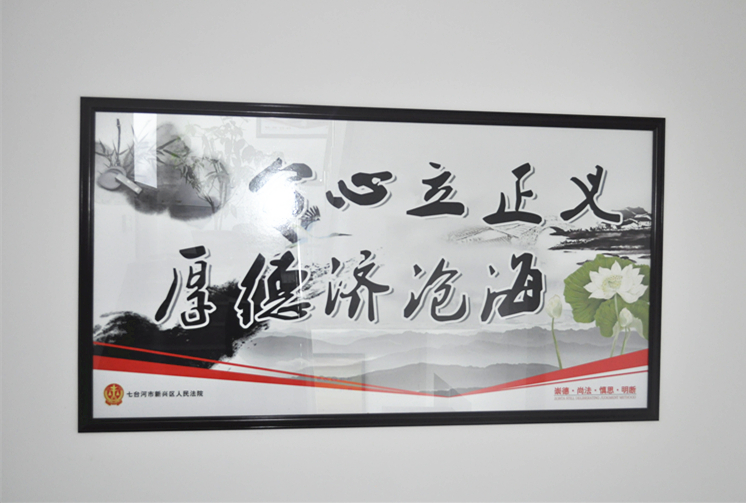 公心立正义
厚德济沧海
七台河市新兴区人民法院
崇德·尚法·慎思·明